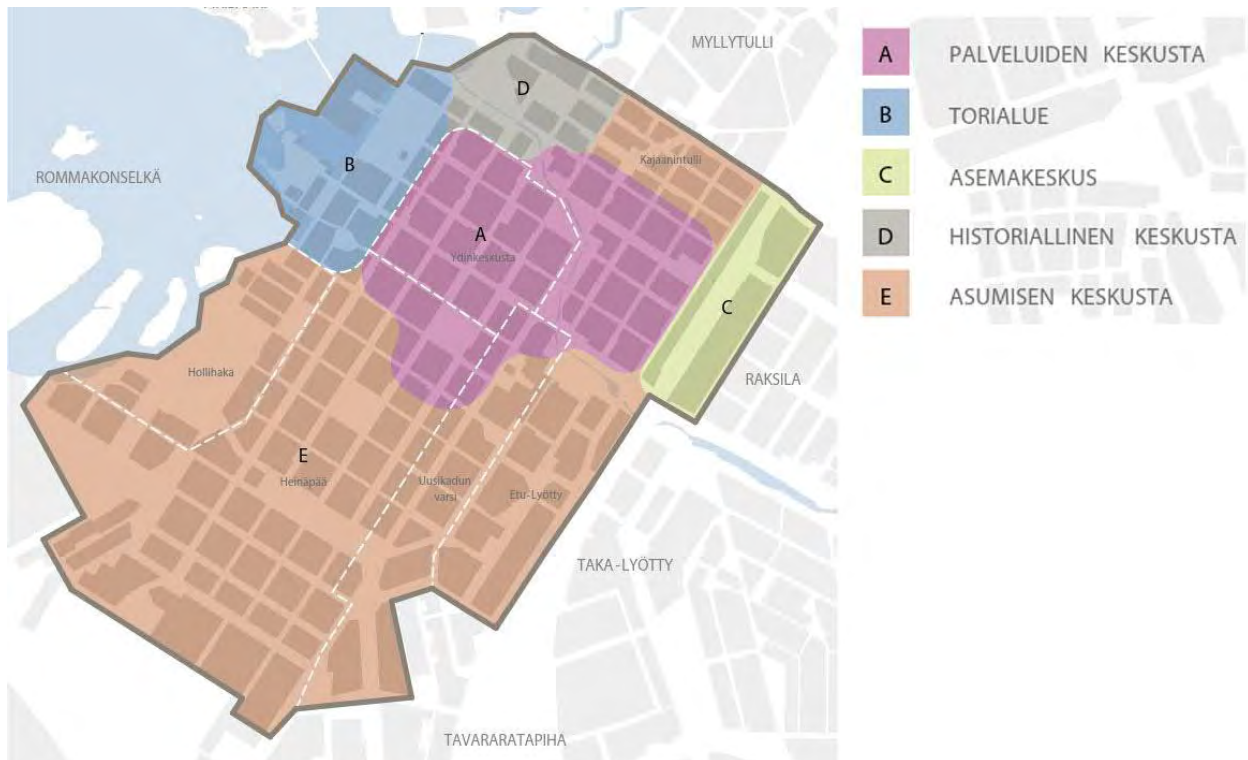 MYLLYTULLI
D
Kajaanintulli
ROMMAKONSELKÄ
B
A
Ydinkeskusta
C
Hollihaka
RAKSILA
E
Heinäpää
Uusikadun
varsi
Etu-Lyötty
TAKA-LYÖTTY
TAVARARATAPIHA
A PALVELUIDEN KESKUSTA
B TORIALUE
C ASEMAKESKUS
D HISTORIALLINEN KESKUSTA
E ASUMISEN KESKUSTA